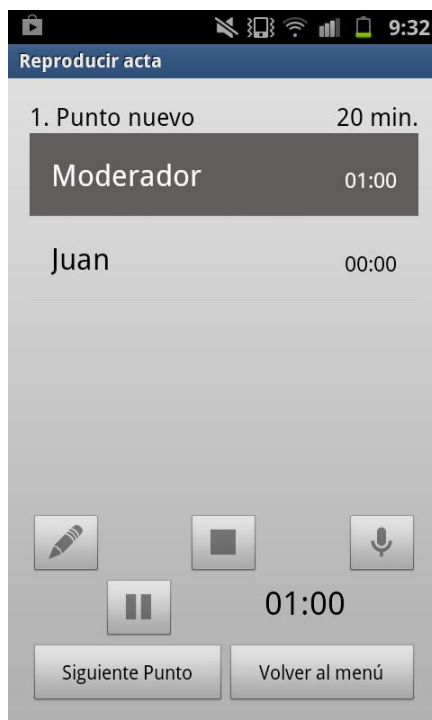 9:32
Reproducir acta
1. Punto nuevo 20 min.
Moderador 01:00
Juan 00:00
01:00
Siguiente Punto Volver al menú